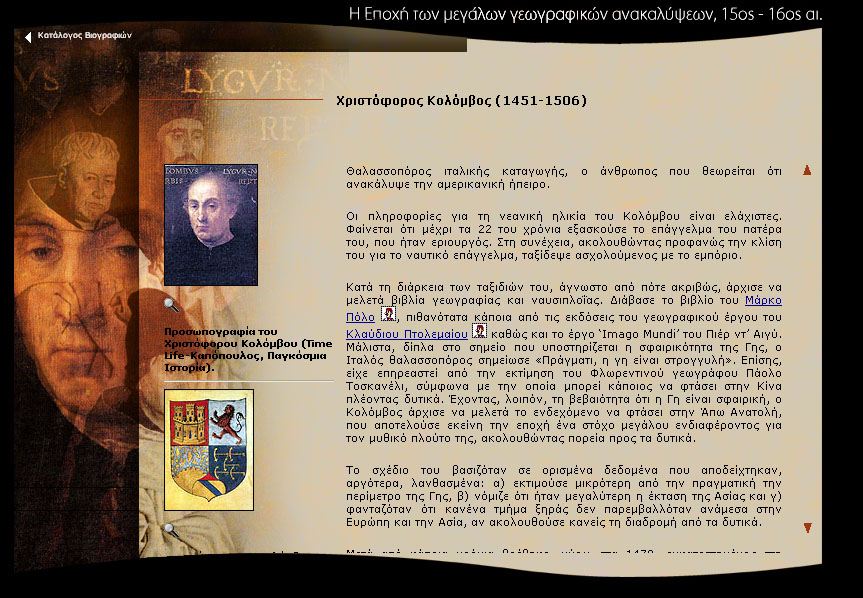 Η Εποχή των μεγάλων γεωγραφικών ανακαλύψεων, 15ος - 16ος αι.
Κατάλογος Βιογραφιών
LYGVR·N
REPT
Χριστόφορος Κολόμβος (1451-1506)
Θαλασσοπόρος ιταλικής καταγωγής, ο άνθρωπος που θεωρείται ότι
ανακάλυψε την αμερικανική ήπειρο.
Οι πληροφορίες για τη νεανική ηλικία του Κολόμβου είναι ελάχιστες.
Φαίνεται ότι μέχρι τα 22 του χρόνια εξασκούσε το επάγγελμα του πατέρα
του, που ήταν εριουργός. Στη συνέχεια, ακολουθώντας προφανώς την κλίση
του για το ναυτικό επάγγελμα, ταξίδεψε ασχολούμενος με το εμπόριο.
Κατά τη διάρκεια των ταξιδιών του, άγνωστο από πότε ακριβώς, άρχισε να
μελετά βιβλία γεωγραφίας και ναυσιπλοΐας. Διάβασε το βιβλίο του Μάρκο
Πόλο , πιθανότατα κάποια από τις εκδόσεις του γεωγραφικού έργου του
Κλαύδιου Πτολεμαίου καθώς και το έργο 'Imago Mundi' του Πιέρ ντ' Αιγύ.
Μάλιστα, δίπλα στο σημείο που υποστηρίζεται η σφαιρικότητα της Γης, ο
Ιταλός θαλασσοπόρος σημείωσε «Πράγματι, η γη είναι στρογγυλή». Επίσης,
είχε επηρεαστεί από την εκτίμηση του Φλωρεντινού γεωγράφου Πάολο
Τοσκανέλι, σύμφωνα με την οποία μπορεί κάποιος να φτάσει στην Κίνα
πλέοντας δυτικά. Έχοντας, λοιπόν, τη βεβαιότητα ότι η Γη είναι σφαιρική, ο
Κολόμβος άρχισε να μελετά το ενδεχόμενο να φτάσει στην Άπω Ανατολή,
που αποτελούσε εκείνη την εποχή ένα στόχο μεγάλου ενδιαφέροντος για
τον μυθικό πλούτο της, ακολουθώντας πορεία προς τα δυτικά.
Το σχέδιο του βασιζόταν σε ορισμένα δεδομένα που αποδείχτηκαν,
αργότερα, λανθασμένα: α) εκτιμούσε μικρότερη από την πραγματική την
περίμετρο της Γης, β) νόμιζε ότι ήταν μεγαλύτερη η έκταση της Ασίας και γ)
φανταζόταν ότι κανένα τμήμα ξηράς δεν παρεμβαλλόταν ανάμεσα στην
Ευρώπη και την Ασία, αν ακολουθούσε κανείς τη διαδρομή από τα δυτικά.
Προσωπογραφία του
Χριστόφορου Κολόμβου (Time
Life-Καπόπουλος, Παγκόσμια
Ιστορία).